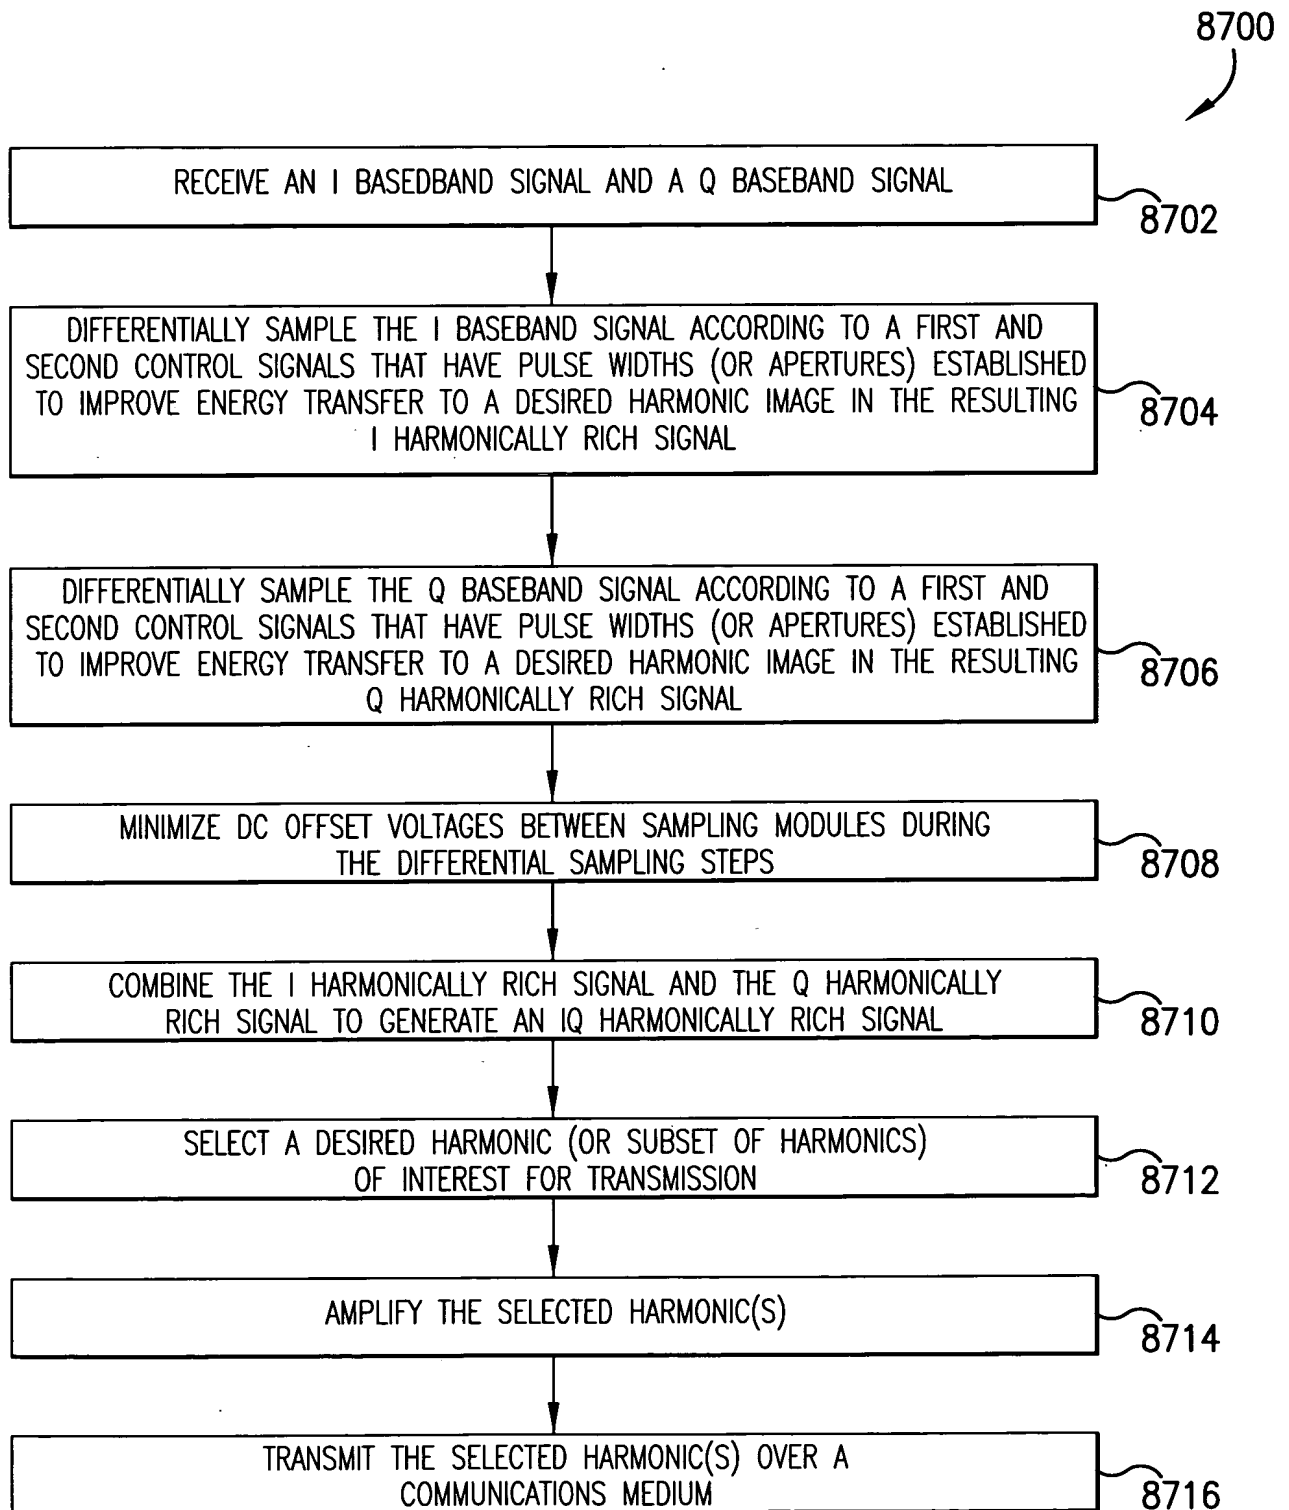 8700
RECEIVE AN I BASEDBAND SIGNAL AND A Q BASEBAND SIGNAL
8702
DIFFERENTIALLY SAMPLE THE I BASEBAND SIGNAL ACCORDING TO A FIRST AND
SECOND CONTROL SIGNALS THAT HAVE PULSE WIDTHS (OR APERTURES) ESTABLISHED
TO IMPROVE ENERGY TRANSFER TO A DESIRED HARMONIC IMAGE IN THE RESULTING
I HARMONICALLY RICH SIGNAL
8704
DIFFERENTIALLY SAMPLE THE Q BASEBAND SIGNAL ACCORDING TO A FIRST AND
SECOND CONTROL SIGNALS THAT HAVE PULSE WIDTHS (OR APERTURES) ESTABLISHED
TO IMPROVE ENERGY TRANSFER TO A DESIRED HARMONIC IMAGE IN THE RESULTING
Q HARMONICALLY RICH SIGNAL
8706
MINIMIZE DC OFFSET VOLTAGES BETWEEN SAMPLING MODULES DURING
THE DIFFERENTIAL SAMPLING STEPS
8708
COMBINE THE I HARMONICALLY RICH SIGNAL AND THE Q HARMONICALLY
RICH SIGNAL TO GENERATE AN IQ HARMONICALLY RICH SIGNAL
8710
SELECT A DESIRED HARMONIC (OR SUBSET OF HARMONICS)
OF INTEREST FOR TRANSMISSION
8712
AMPLIFY THE SELECTED HARMONIC(S)
8714
TRANSMIT THE SELECTED HARMONIC(S) OVER A
COMMUNICATIONS MEDIUM
8716